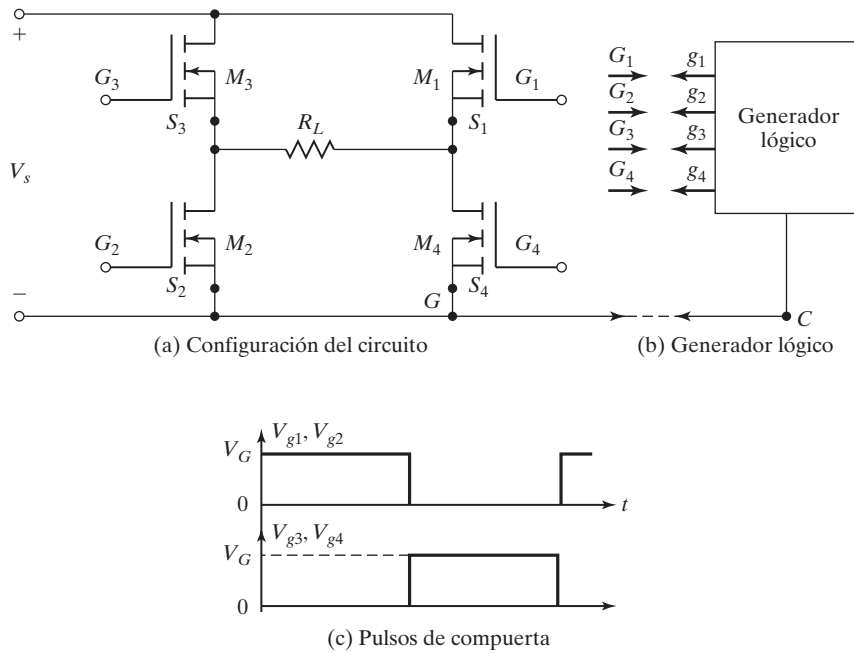 +
G3
M3
M1
G1
S3
RL
S1
Vs
G2
M2
M4
G4
S2
G
S4
−
(a) Configuración del circuito
G1
G2
G3
G4
g1
g2
g3
g4
Generador
lógico
C
(b) Generador lógico
Vg1, Vg2
VG
0
t
Vg3, Vg4
VG
0
(c) Pulsos de compuerta